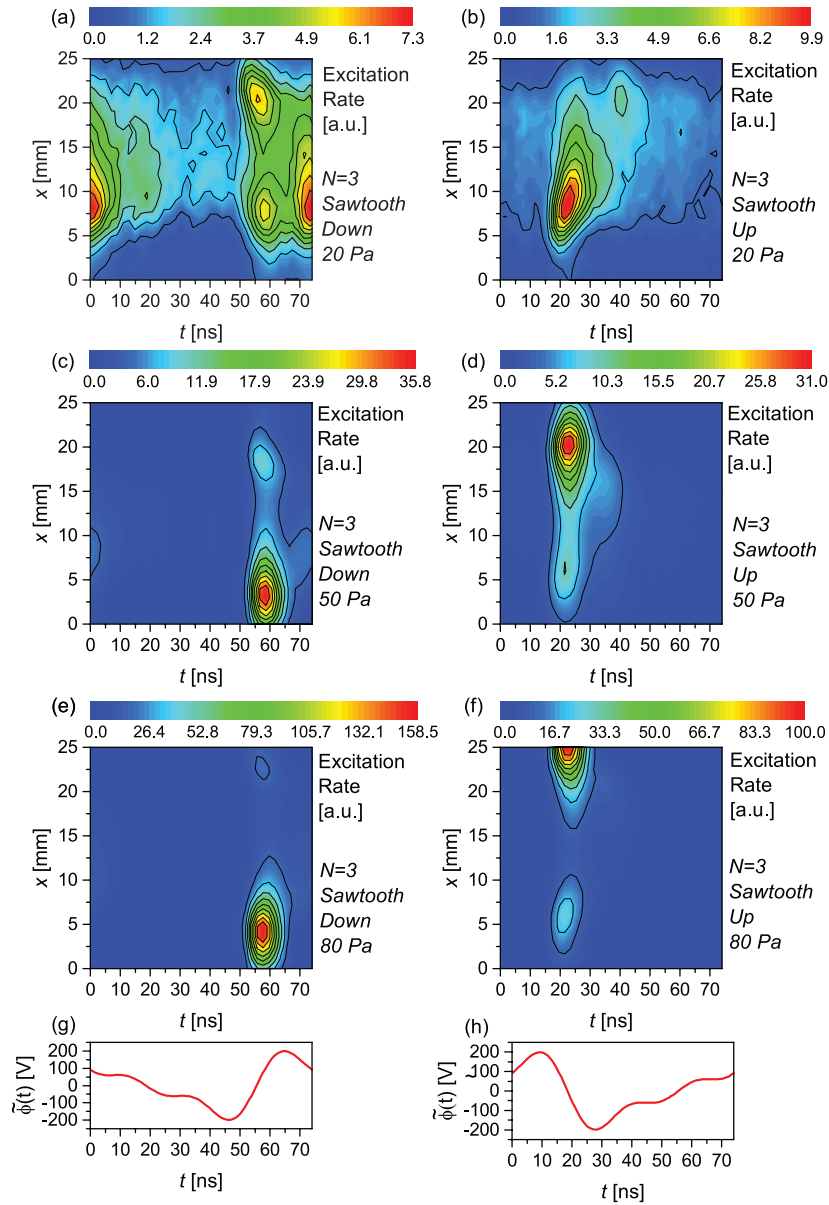 (a)
0.0 1.2 2.4 3.7 4.9 6.1 7.3
25
20
15
10
5
0
x [mm]
0 10 20 30 40 50 60 70
t [ns]
Excitation
Rate
[a.u.]
N=3
Sawtooth
Down
20 Pa
(b)
0.0 1.6 3.3 4.9 6.6 8.2 9.9
25
20
15
10
5
0
x [mm]
0 10 20 30 40 50 60 70
t [ns]
Excitation
Rate
[a.u.]
N=3
Sawtooth
Up
20 Pa
(c)
0.0 6.0 11.9 17.9 23.9 29.8 35.8
25
20
15
10
5
0
x [mm]
0 10 20 30 40 50 60 70
t [ns]
Excitation
Rate
[a.u.]
N=3
Sawtooth
Down
50 Pa
(d)
0.0 5.2 10.3 15.5 20.7 25.8 31.0
25
20
15
10
5
0
x [mm]
0 10 20 30 40 50 60 70
t [ns]
Excitation
Rate
[a.u.]
N=3
Sawtooth
Up
50 Pa
(e)
0.0 26.4 52.8 79.3 105.7 132.1 158.5
25
20
15
10
5
0
x [mm]
0 10 20 30 40 50 60 70
t [ns]
Excitation
Rate
[a.u.]
N=3
Sawtooth
Down
80 Pa
(f)
0.0 16.7 33.3 50.0 66.7 83.3 100.0
25
20
15
10
5
0
x [mm]
0 10 20 30 40 50 60 70
t [ns]
Excitation
Rate
[a.u.]
N=3
Sawtooth
Up
80 Pa
(g)
200
100
0
-100
-200
ϕ̃(t) [V]
0 10 20 30 40 50 60 70
t [ns]
(h)
200
100
0
-100
-200
ϕ̃(t) [V]
0 10 20 30 40 50 60 70
t [ns]